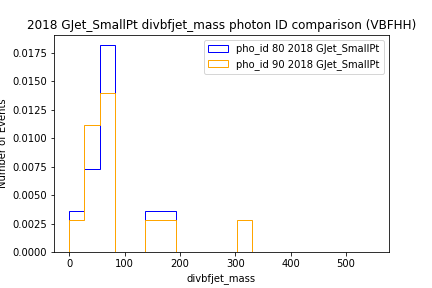 2018 GJet_SmallPt divbfjet_mass photon ID comparison (VBFHH)
pho_id 80 2018 GJet_SmallPt
pho_id 90 2018 GJet_SmallPt
Number of Events
0.0175
0.0150
0.0125
0.0100
0.0075
0.0050
0.0025
0.0000
0 100 200 300 400 500
divbfjet_mass